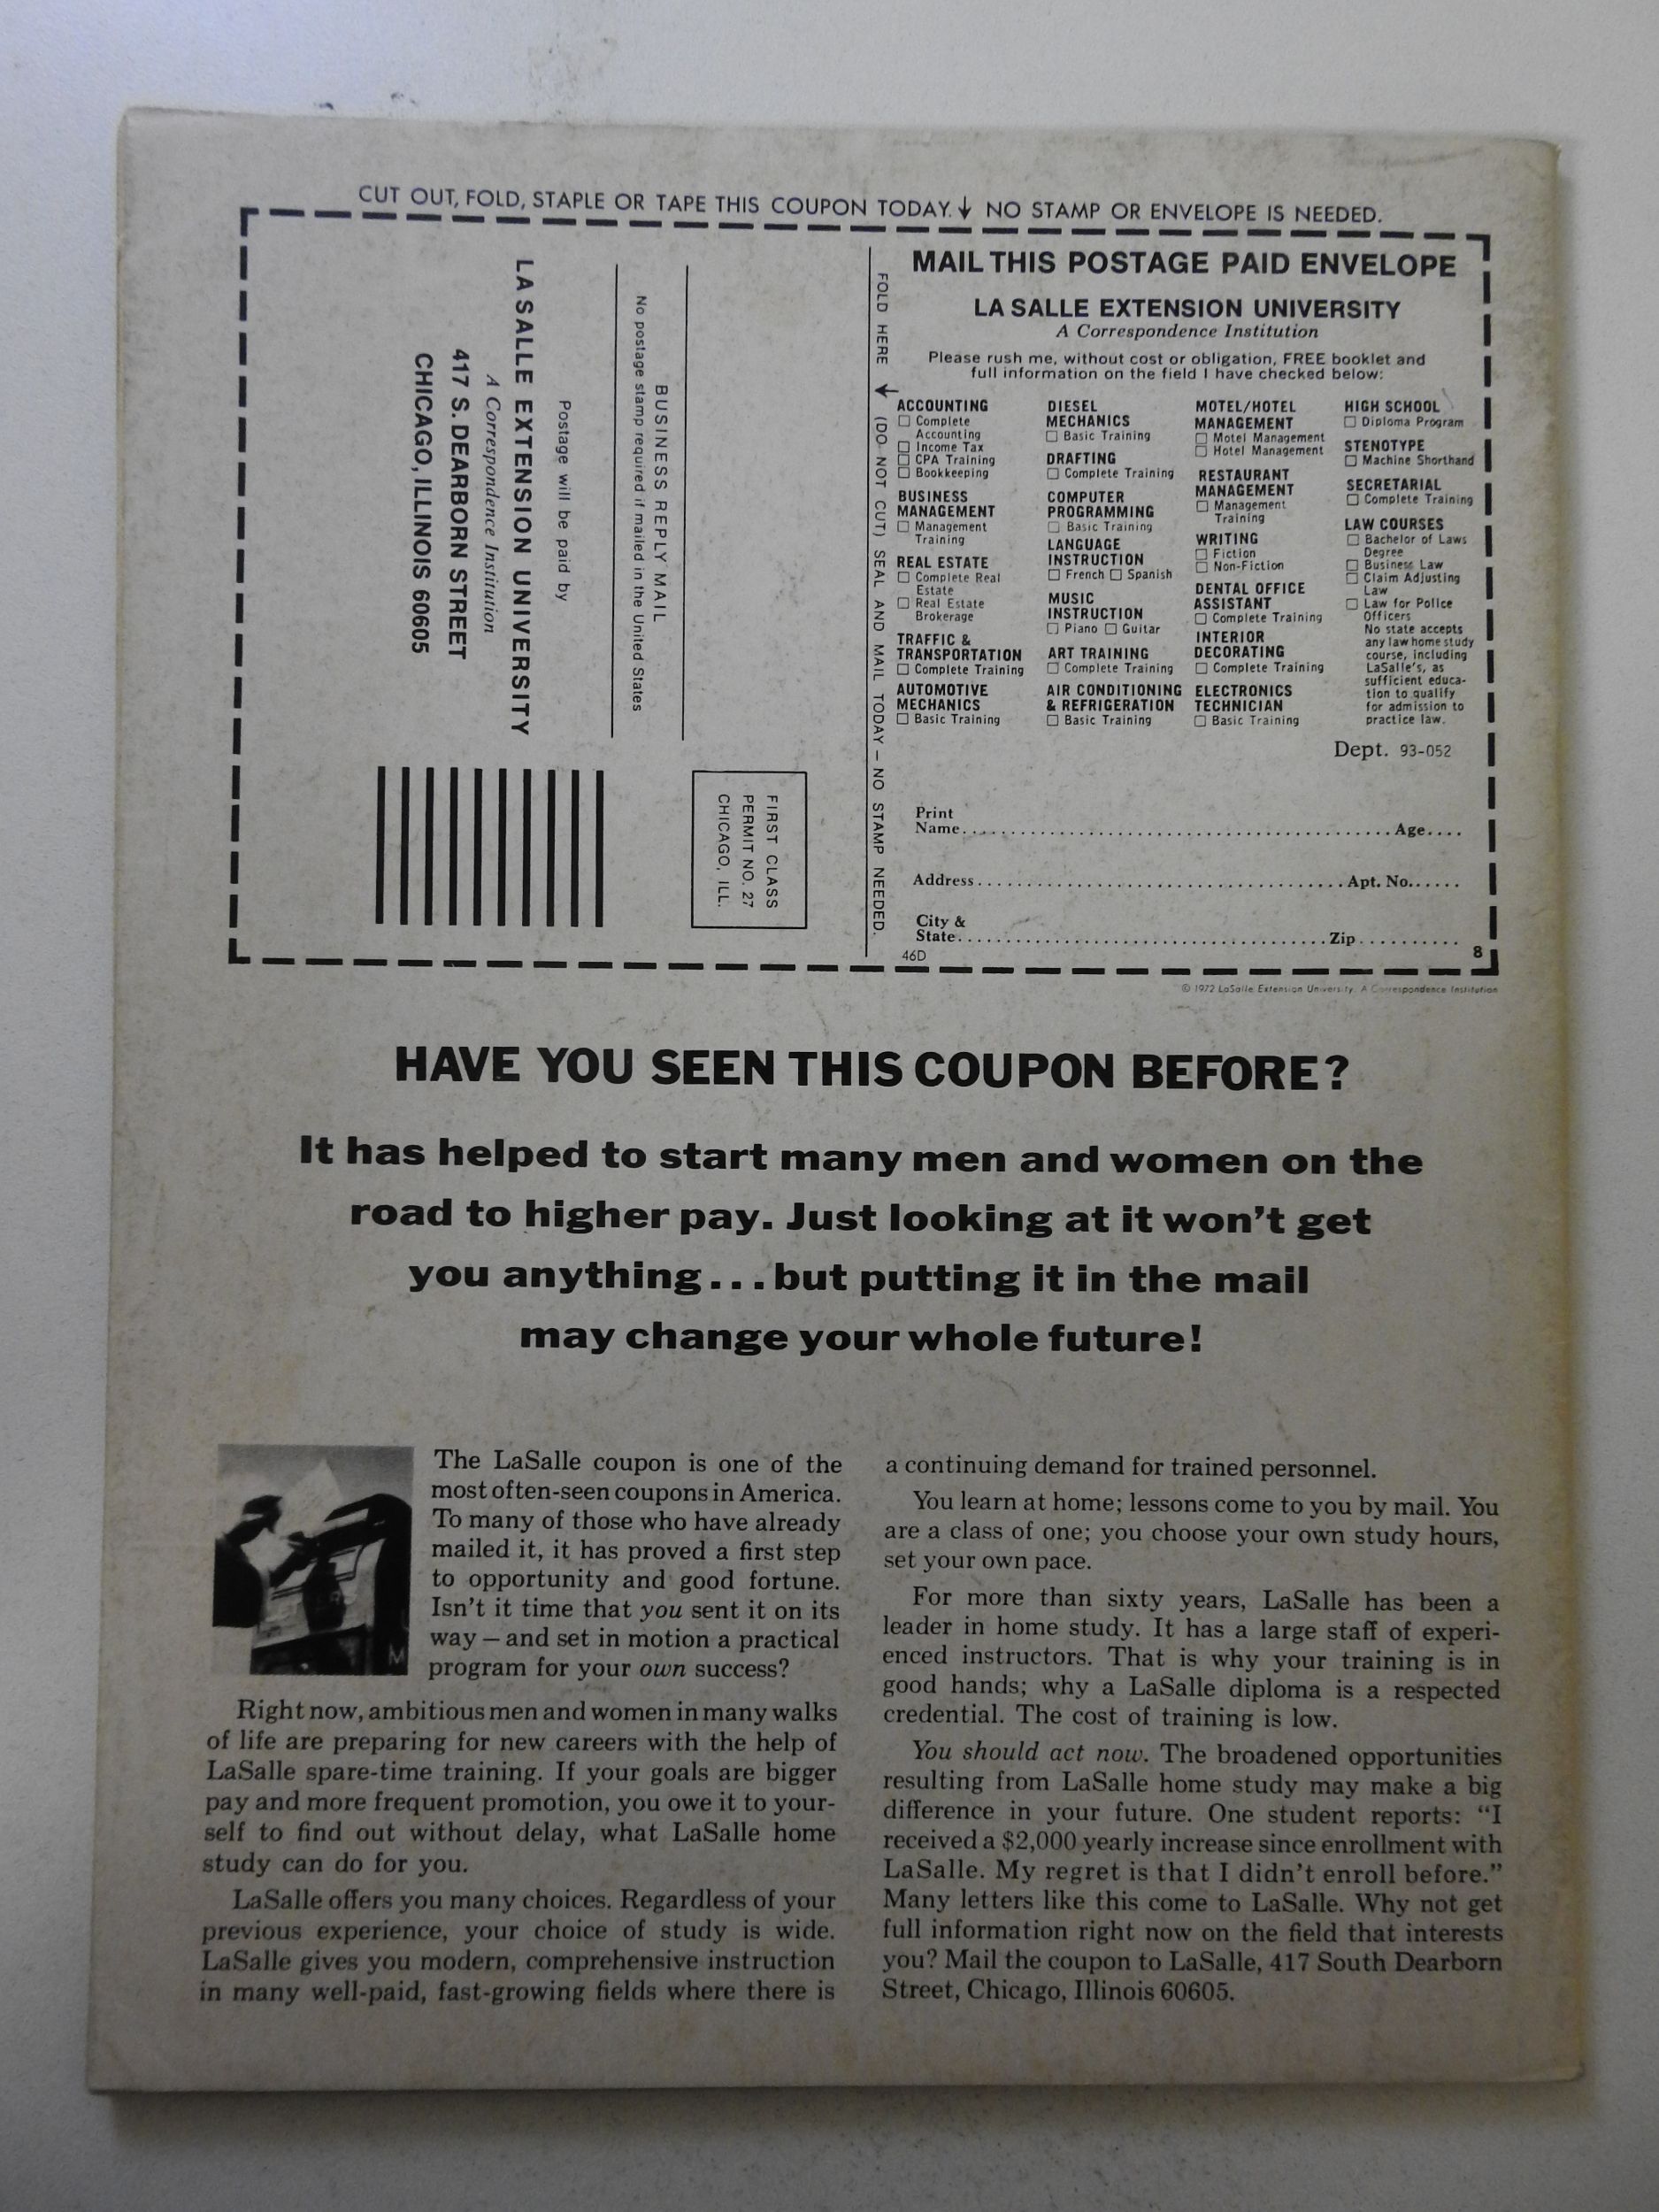 CUT OUT, FOLD, STAPLE OR TAPE THIS COUPON TODAY. ↓ NO STAMP OR ENVELOPE IS NEEDED.
BUSINESS REPLY MAIL
No postage stamp required if mailed in the United States
Postage will be paid by
LA SALLE EXTENSION UNIVERSITY
A Correspondence Institution
417 S. DEARBORN STREET
CHICAGO, ILLINOIS 60605
FIRST CLASS
PERMIT NO. 27
CHICAGO, ILL.
FOLD HERE ↓ (DO NOT CUT) SEAL AND MAIL TODAY — NO STAMP NEEDED.
MAIL THIS POSTAGE PAID ENVELOPE
LA SALLE EXTENSION UNIVERSITY
A Correspondence Institution
Please rush me, without cost or obligation, FREE booklet and
full information on the field I have checked below:
ACCOUNTING
☐ Complete
Accounting
☐ Income Tax
☐ CPA Training
☐ Bookkeeping
BUSINESS
MANAGEMENT
☐ Management
Training
REAL ESTATE
☐ Complete Real
Estate
☐ Real Estate
Brokerage
TRAFFIC &
TRANSPORTATION
☐ Complete Training
AUTOMOTIVE
MECHANICS
☐ Basic Training
DIESEL
MECHANICS
☐ Basic Training
DRAFTING
☐ Complete Training
COMPUTER
PROGRAMMING
☐ Basic Training
LANGUAGE
INSTRUCTION
☐ French ☐ Spanish
MUSIC
INSTRUCTION
☐ Piano ☐ Guitar
ART TRAINING
☐ Complete Training
AIR CONDITIONING
& REFRIGERATION
☐ Basic Training
MOTEL/HOTEL
MANAGEMENT
☐ Motel Management
☐ Hotel Management
RESTAURANT
MANAGEMENT
☐ Management
Training
WRITING
☐ Fiction
☐ Non-Fiction
DENTAL OFFICE
ASSISTANT
☐ Complete Training
INTERIOR
DECORATING
☐ Complete Training
ELECTRONICS
TECHNICIAN
☐ Basic Training
HIGH SCHOOL
☐ Diploma Program
STENOTYPE
☐ Machine Shorthand
SECRETARIAL
☐ Complete Training
LAW COURSES
☐ Bachelor of Laws
Degree
☐ Business Law
☐ Claim Adjusting
Law
☐ Law for Police
Officers
No state accepts
any law home study
course, including
LaSalle's, as
sufficient educa-
tion to qualify
for admission to
practice law.
Dept. 93-052
Print
Name.......... Age....
Address.......... Apt. No......
City &
State.......... Zip..........
46D 8
© 1972 LaSalle Extension University. A Correspondence Institution
HAVE YOU SEEN THIS COUPON BEFORE?
It has helped to start many men and women on the
road to higher pay. Just looking at it won't get
you anything...but putting it in the mail
may change your whole future!
The LaSalle coupon is one of the
most often-seen coupons in America.
To many of those who have already
mailed it, it has proved a first step
to opportunity and good fortune.
Isn't it time that you sent it on its
way — and set in motion a practical
program for your own success?
Right now, ambitious men and women in many walks
of life are preparing for new careers with the help of
LaSalle spare-time training. If your goals are bigger
pay and more frequent promotion, you owe it to your-
self to find out without delay, what LaSalle home
study can do for you.
LaSalle offers you many choices. Regardless of your
previous experience, your choice of study is wide.
LaSalle gives you modern, comprehensive instruction
in many well-paid, fast-growing fields where there is
a continuing demand for trained personnel.
You learn at home; lessons come to you by mail. You
are a class of one; you choose your own study hours,
set your own pace.
For more than sixty years, LaSalle has been a
leader in home study. It has a large staff of experi-
enced instructors. That is why your training is in
good hands; why a LaSalle diploma is a respected
credential. The cost of training is low.
You should act now. The broadened opportunities
resulting from LaSalle home study may make a big
difference in your future. One student reports: "I
received a $2,000 yearly increase since enrollment with
LaSalle. My regret is that I didn't enroll before."
Many letters like this come to LaSalle. Why not get
full information right now on the field that interests
you? Mail the coupon to LaSalle, 417 South Dearborn
Street, Chicago, Illinois 60605.